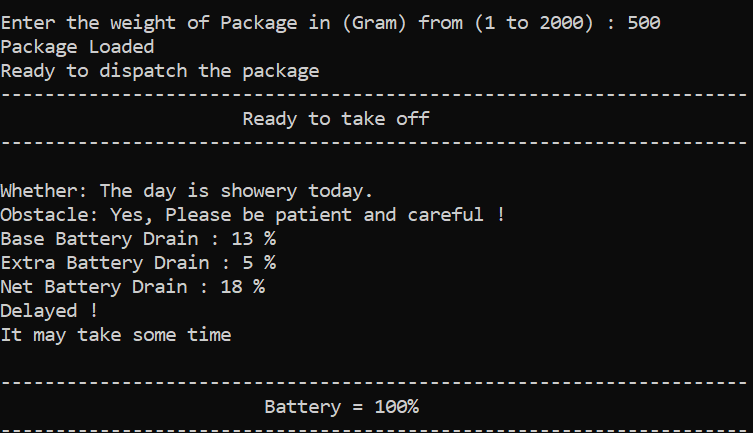 Enter the weight of Package in (Gram) from (1 to 2000) : 500
Package Loaded
Ready to dispatch the package
--------------------------------------------------------------------
Ready to take off
--------------------------------------------------------------------
Whether: The day is showery today.
Obstacle: Yes, Please be patient and careful !
Base Battery Drain : 13 %
Extra Battery Drain : 5 %
Net Battery Drain : 18 %
Delayed !
It may take some time
--------------------------------------------------------------------
Battery = 100%
--------------------------------------------------------------------